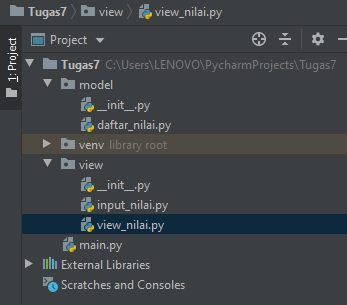 Tugas7 view view_nilai.py
1: Project
Project
Tugas7 C:\Users\LENOVO\PycharmProjects\Tugas7
model
__init__.py
daftar_nilai.py
venv library root
view
__init__.py
input_nilai.py
view_nilai.py
main.py
External Libraries
Scratches and Consoles